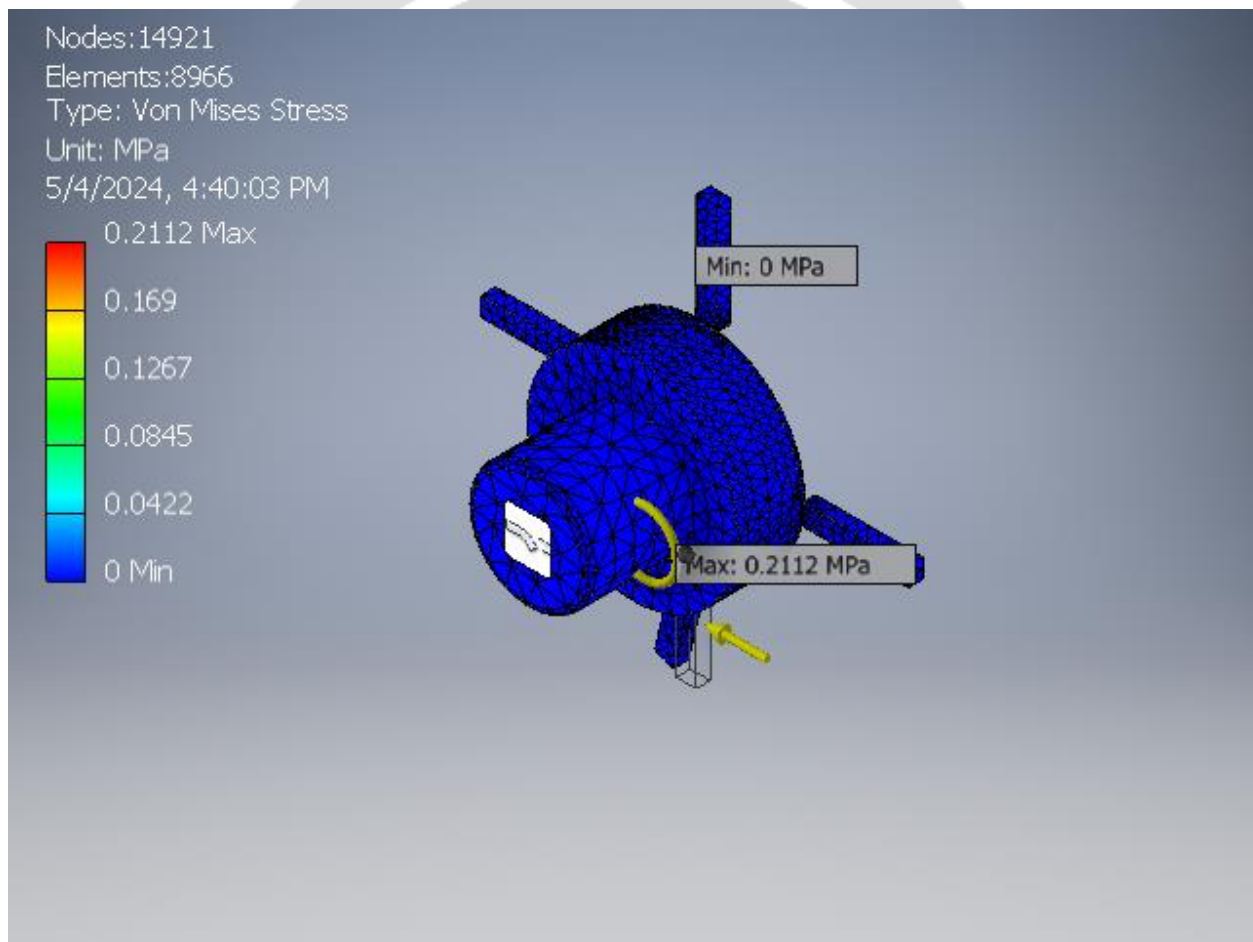 Nodes:14921
Elements:8966
Type: Von Mises Stress
Unit: MPa
5/4/2024, 4:40:03 PM
0.2112 Max
0.169
0.1267
0.0845
0.0422
0 Min
Min: 0 MPa
Max: 0.2112 MPa